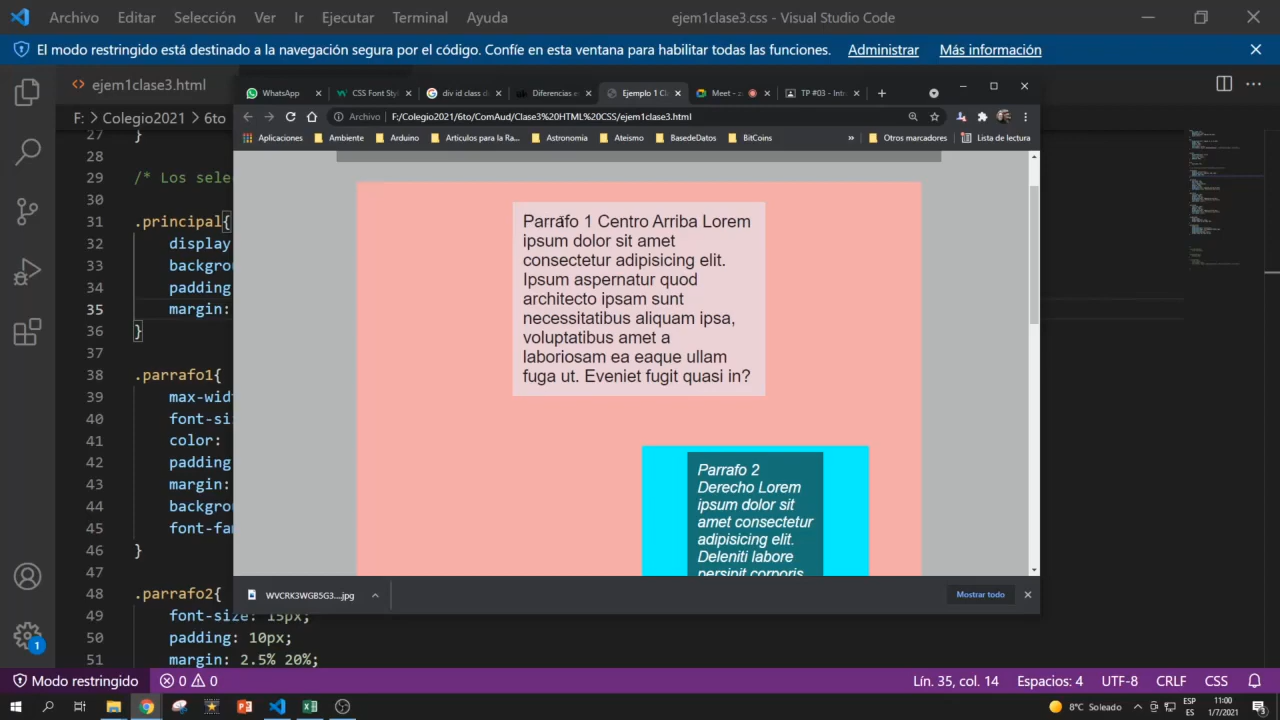 Archivo Editar Selección Ver Ir Ejecutar Terminal Ayuda ejem1clase3.css - Visual Studio Code
El modo restringido está destinado a la navegación segura por el código. Confíe en esta ventana para habilitar todas las funciones. Administrar Más información
ejem1clase3.html
F: > Colegio2021 > 6to
WhatsApp
CSS Font Styl
div id class di
Diferencias e
Ejemplo 1 Cl
Meet - z
TP #03 - Intr
Archivo | F:/Colegio2021/6to/ComAud/Clase3%20HTML%20CSS/ejem1clase3.html
Aplicaciones Ambiente Arduino Artículos para la Ra... Astronomia Ateismo BasedeDatos BitCoins » Otros marcadores Lista de lectura
27 }
28
29 /* Los sele
30
31 .principal{
32 display
33 backgrou
34 padding
35 margin:
36 }
37
38 .parrafo1{
39 max-widt
40 font-siz
41 color:
42 padding
43 margin:
44 backgrou
45 font-fam
46 }
47
48 .parrafo2{
49 font-size: 15px;
50 padding: 10px;
51 margin: 2.5% 20%;
Parrafo 1 Centro Arriba Lorem
ipsum dolor sit amet
consectetur adipisicing elit.
Ipsum aspernatur quod
architecto ipsam sunt
necessitatibus aliquam ipsa,
voluptatibus amet a
laboriosam ea eaque ullam
fuga ut. Eveniet fugit quasi in?
Parrafo 2
Derecho Lorem
ipsum dolor sit
amet consectetur
adipisicing elit.
Deleniti labore
persipit corporis
WVCRK3WGB5G3....jpg
Mostrar todo
Modo restringido 0 0 Lín. 35, col. 14 Espacios: 4 UTF-8 CRLF CSS
1
8°C Soleado
ESP
ES
11:00
1/7/2021
3